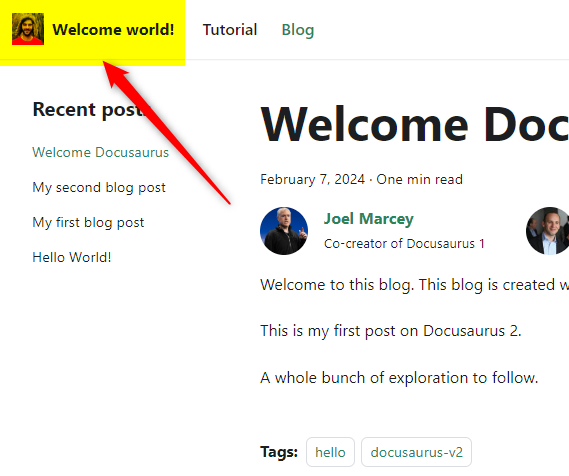 Welcome world! Tutorial Blog
Recent post
Welcome Docusaurus
My second blog post
My first blog post
Hello World!
Welcome Doc
February 7, 2024 · One min read
Joel Marcey
Co-creator of Docusaurus 1
Welcome to this blog. This blog is created w
This is my first post on Docusaurus 2.
A whole bunch of exploration to follow.
Tags: hello docusaurus-v2